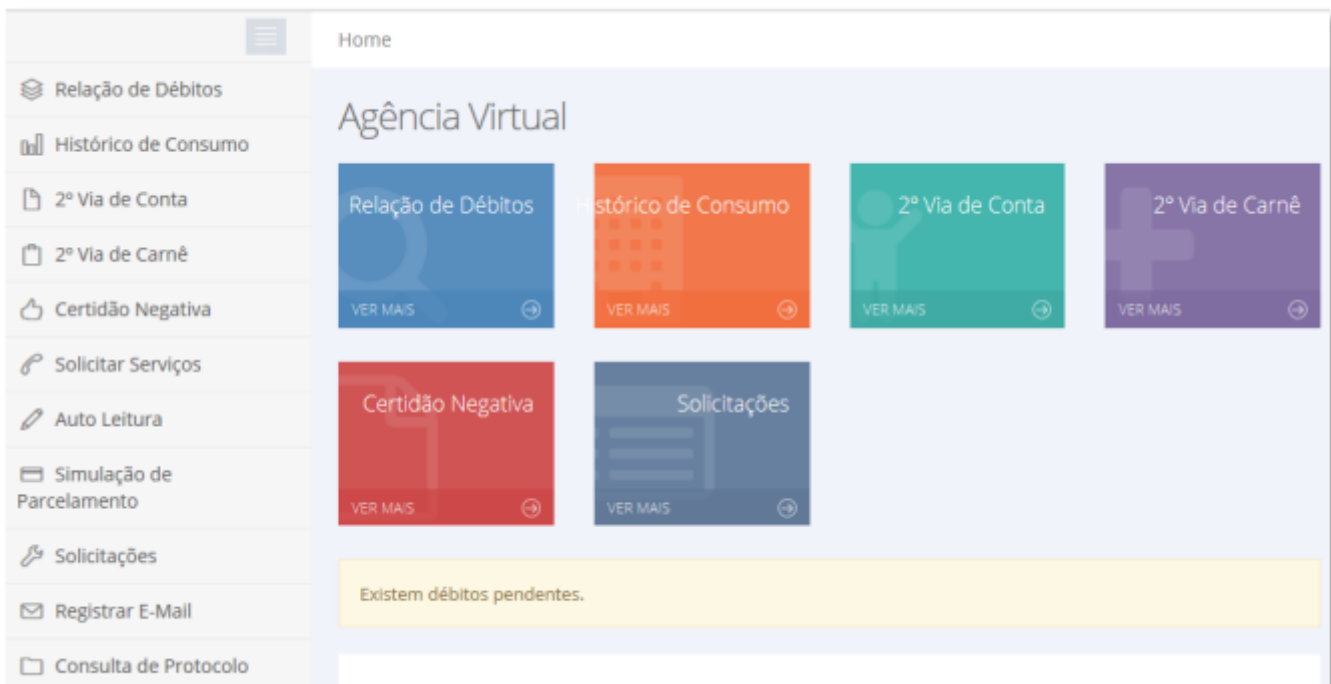 Home
Relação de Débitos
Histórico de Consumo
2º Via de Conta
2º Via de Carnê
Certidão Negativa
Solicitar Serviços
Auto Leitura
Simulação de
Parcelamento
Solicitações
Registrar E-Mail
Consulta de Protocolo
Agência Virtual
Relação de Débitos
VER MAIS
Histórico de Consumo
VER MAIS
2º Via de Conta
VER MAIS
2º Via de Carnê
VER MAIS
Certidão Negativa
VER MAIS
Solicitações
VER MAIS
Existem débitos pendentes.